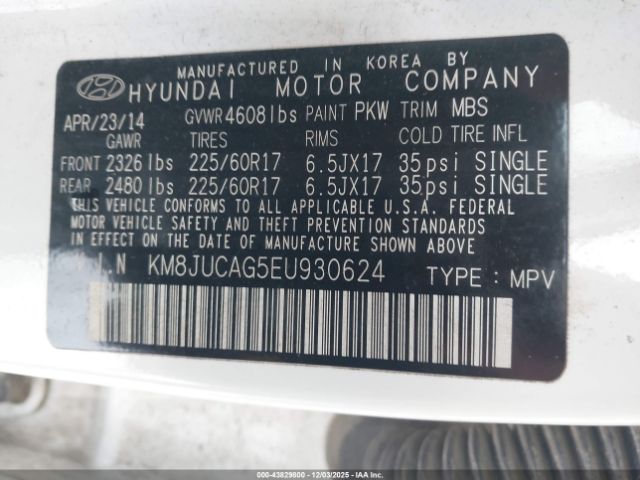 MANUFACTURED IN KOREA BY
HYUNDAI MOTOR COMPANY
APR/23/14 GVWR 4608lbs PAINT PKW TRIM MBS
GAWR TIRES RIMS COLD TIRE INFL
FRONT 2326 lbs 225/60R17 6.5JX17 35psi SINGLE
REAR 2480 lbs 225/60R17 6.5JX17 35psi SINGLE
THIS VEHICLE CONFORMS TO ALL APPLICABLE U.S.A. FEDERAL
MOTOR VEHICLE SAFETY AND THEFT PREVENTION STANDARDS
IN EFFECT ON THE DATE OF MANUFACTURE SHOWN ABOVE
V.I.N KM8JUCAG5EU930624 TYPE : MPV
000-43829800 | 12/03/2025 - IAA Inc.